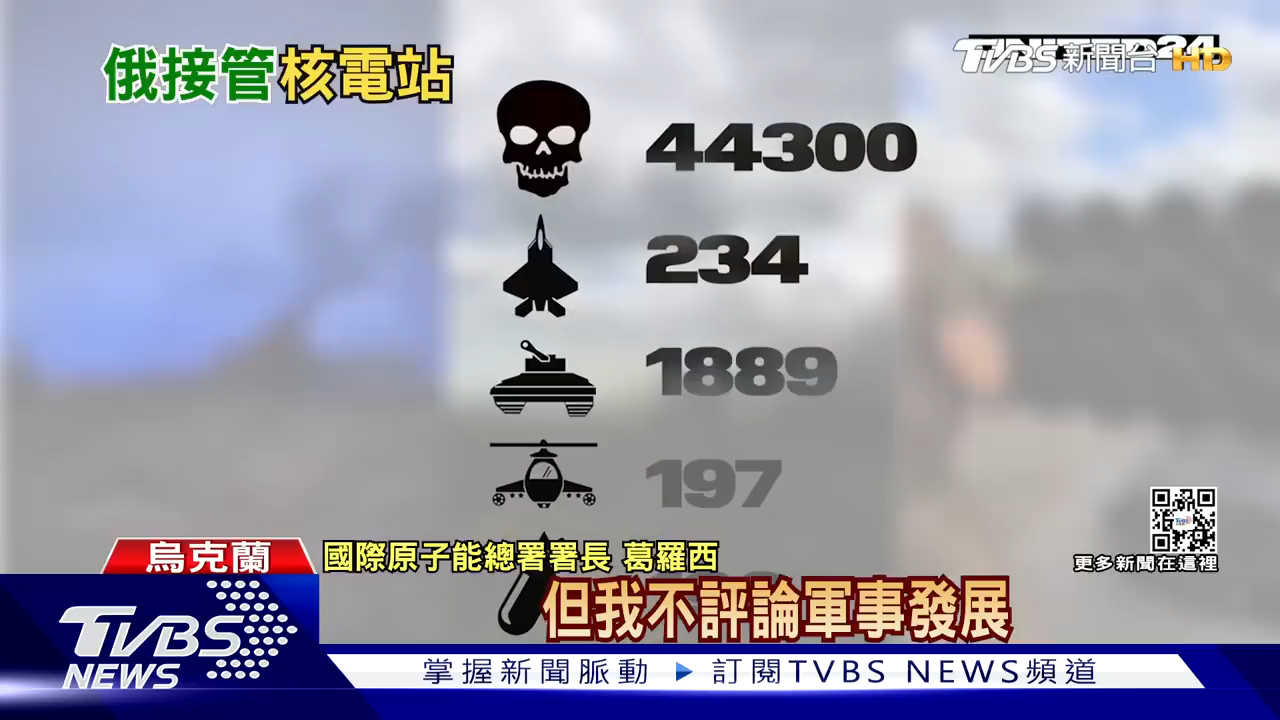 俄接管核電站
TVBS新聞台 HD
44300
234
1889
197
烏克蘭
國際原子能總署署長 葛羅西
更多新聞在這裡
但我不評論軍事發展
TVBS
NEWS
掌握新聞脈動 ▶ 訂閱TVBS NEWS頻道